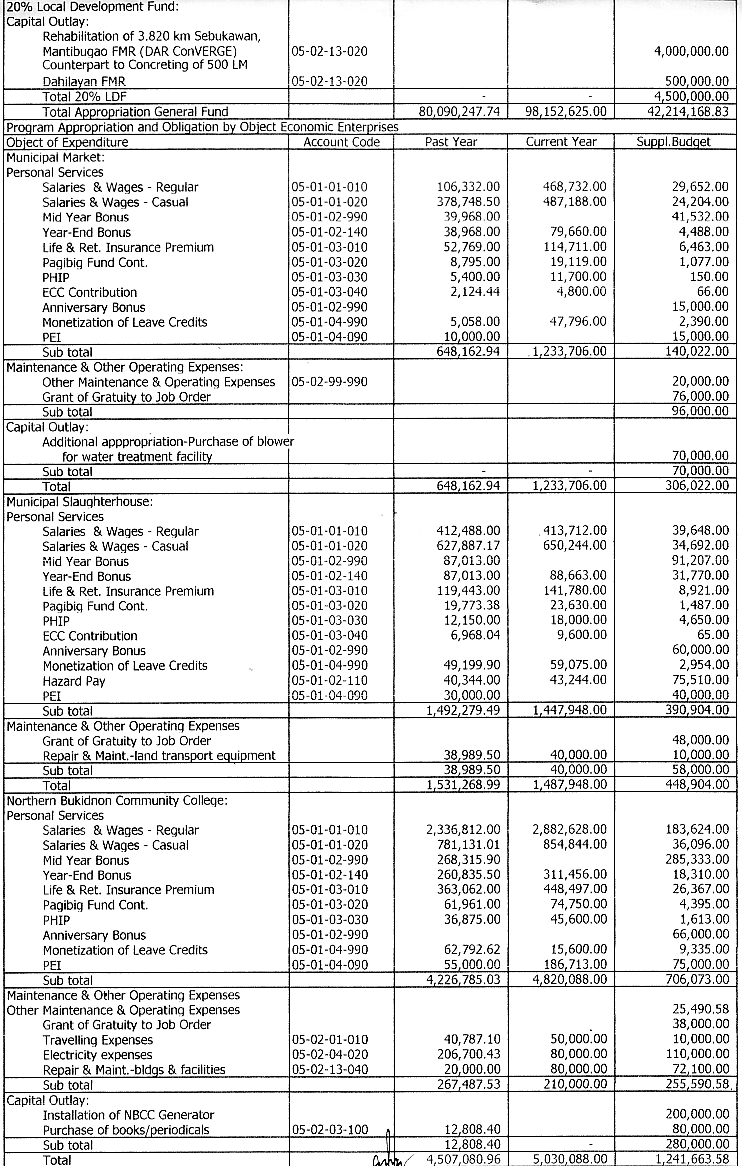 20% Local Development Fund:
Capital Outlay:
Rehabilitation of 3.820 km Sebukawan,
Mantibugao FMR (DAR ConVERGE) 05-02-13-020 4,000,000.00
Counterpart to Concreting of 500 LM
Dahilayan FMR 05-02-13-020 500,000.00
Total 20% LDF - - 4,500,000.00
Total Appropriation General Fund 80,090,247.74 98,152,625.00 42,214,168.83
Program Appropriation and Obligation by Object Economic Enterprises
Object of Expenditure Account Code Past Year Current Year Suppl.Budget
Municipal Market:
Personal Services
Salaries & Wages - Regular 05-01-01-010 106,332.00 468,732.00 29,652.00
Salaries & Wages - Casual 05-01-01-020 378,748.50 487,188.00 24,204.00
Mid Year Bonus 05-01-02-990 39,968.00 41,532.00
Year-End Bonus 05-01-02-140 38,968.00 79,660.00 4,488.00
Life & Ret. Insurance Premium 05-01-03-010 52,769.00 114,711.00 6,463.00
Pagibig Fund Cont. 05-01-03-020 8,795.00 19,119.00 1,077.00
PHIP 05-01-03-030 5,400.00 11,700.00 150.00
ECC Contribution 05-01-03-040 2,124.44 4,800.00 66.00
Anniversary Bonus 05-01-02-990 15,000.00
Monetization of Leave Credits 05-01-04-990 5,058.00 47,796.00 2,390.00
PEI 05-01-04-090 10,000.00 15,000.00
Sub total 648,162.94 1,233,706.00 140,022.00
Maintenance & Other Operating Expenses:
Other Maintenance & Operating Expenses 05-02-99-990 20,000.00
Grant of Gratuity to Job Order 76,000.00
Sub total 96,000.00
Capital Outlay:
Additional apppropriation-Purchase of blower
for water treatment facility 70,000.00
Sub total - - 70,000.00
Total 648,162.94 1,233,706.00 306,022.00
Municipal Slaughterhouse:
Personal Services
Salaries & Wages - Regular 05-01-01-010 412,488.00 413,712.00 39,648.00
Salaries & Wages - Casual 05-01-01-020 627,887.17 650,244.00 34,692.00
Mid Year Bonus 05-01-02-990 87,013.00 91,207.00
Year-End Bonus 05-01-02-140 87,013.00 88,663.00 31,770.00
Life & Ret. Insurance Premium 05-01-03-010 119,443.00 141,780.00 8,921.00
Pagibig Fund Cont. 05-01-03-020 19,773.38 23,630.00 1,487.00
PHIP 05-01-03-030 12,150.00 18,000.00 4,650.00
ECC Contribution 05-01-03-040 6,968.04 9,600.00 65.00
Anniversary Bonus 05-01-02-990 60,000.00
Monetization of Leave Credits 05-01-04-990 49,199.90 59,075.00 2,954.00
Hazard Pay 05-01-02-110 40,344.00 43,244.00 75,510.00
PEI 05-01-04-090 30,000.00 40,000.00
Sub total 1,492,279.49 1,447,948.00 390,904.00
Maintenance & Other Operating Expenses
Grant of Gratuity to Job Order 48,000.00
Repair & Maint.-land transport equipment 38,989.50 40,000.00 10,000.00
Sub total 38,989.50 40,000.00 58,000.00
Total 1,531,268.99 1,487,948.00 448,904.00
Northern Bukidnon Community College:
Personal Services
Salaries & Wages - Regular 05-01-01-010 2,336,812.00 2,882,628.00 183,624.00
Salaries & Wages - Casual 05-01-01-020 781,131.01 854,844.00 36,096.00
Mid Year Bonus 05-01-02-990 268,315.90 285,333.00
Year-End Bonus 05-01-02-140 260,835.50 311,456.00 18,310.00
Life & Ret. Insurance Premium 05-01-03-010 363,062.00 448,497.00 26,367.00
Pagibig Fund Cont. 05-01-03-020 61,961.00 74,750.00 4,395.00
PHIP 05-01-03-030 36,875.00 45,600.00 1,613.00
Anniversary Bonus 05-01-02-990 66,000.00
Monetization of Leave Credits 05-01-04-990 62,792.62 15,600.00 9,335.00
PEI 05-01-04-090 55,000.00 186,713.00 75,000.00
Sub total 4,226,785.03 4,820,088.00 706,073.00
Maintenance & Other Operating Expenses
Other Maintenance & Operating Expenses 25,490.58
Grant of Gratuity to Job Order 38,000.00
Travelling Expenses 05-02-01-010 40,787.10 50,000.00 10,000.00
Electricity expenses 05-02-04-020 206,700.43 80,000.00 110,000.00
Repair & Maint.-bldgs & facilities 05-02-13-040 20,000.00 80,000.00 72,100.00
Sub total 267,487.53 210,000.00 255,590.58
Capital Outlay:
Installation of NBCC Generator 200,000.00
Purchase of books/periodicals 05-02-03-100 12,808.40 80,000.00
Sub total 12,808.40 - 280,000.00
Total 4,507,080.96 5,030,088.00 1,241,663.58